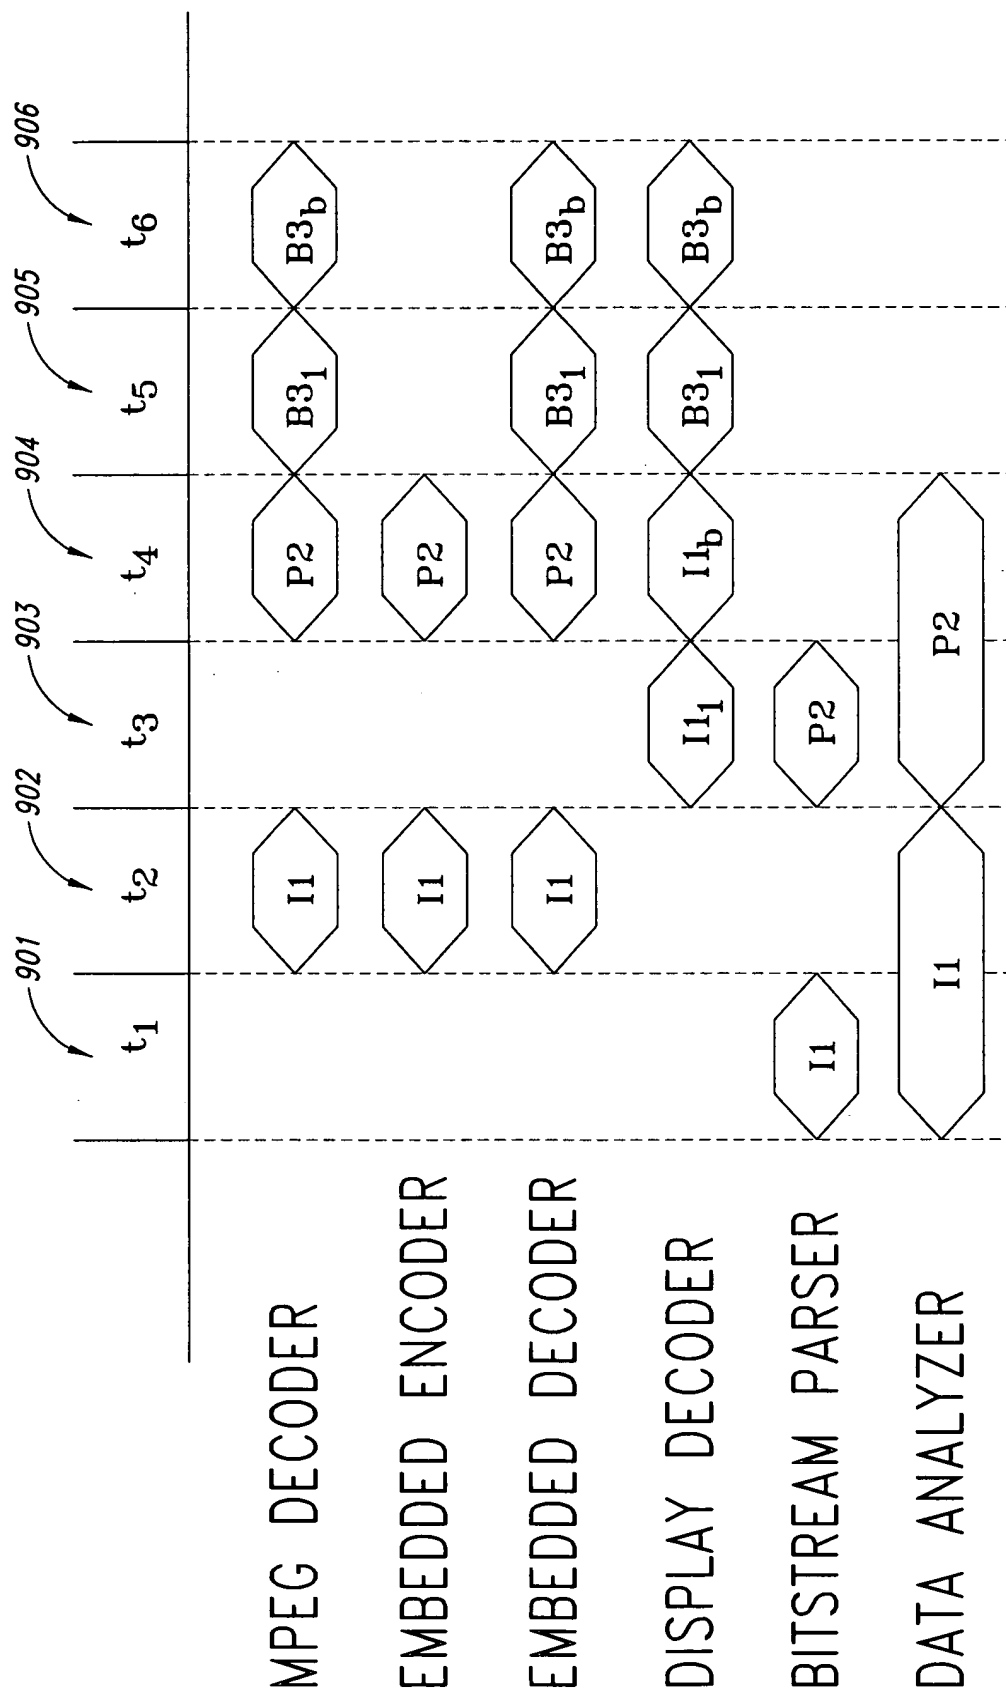 901 902 903 904 905 906
t1 t2 t3 t4 t5 t6
MPEG DECODER I1 P2 B31 B3b
EMBEDDED ENCODER I1 P2
EMBEDDED DECODER I1 P2 B31 B3b
DISPLAY DECODER I11 I1b B31 B3b
BITSTREAM PARSER I1 P2
DATA ANALYZER I1 P2